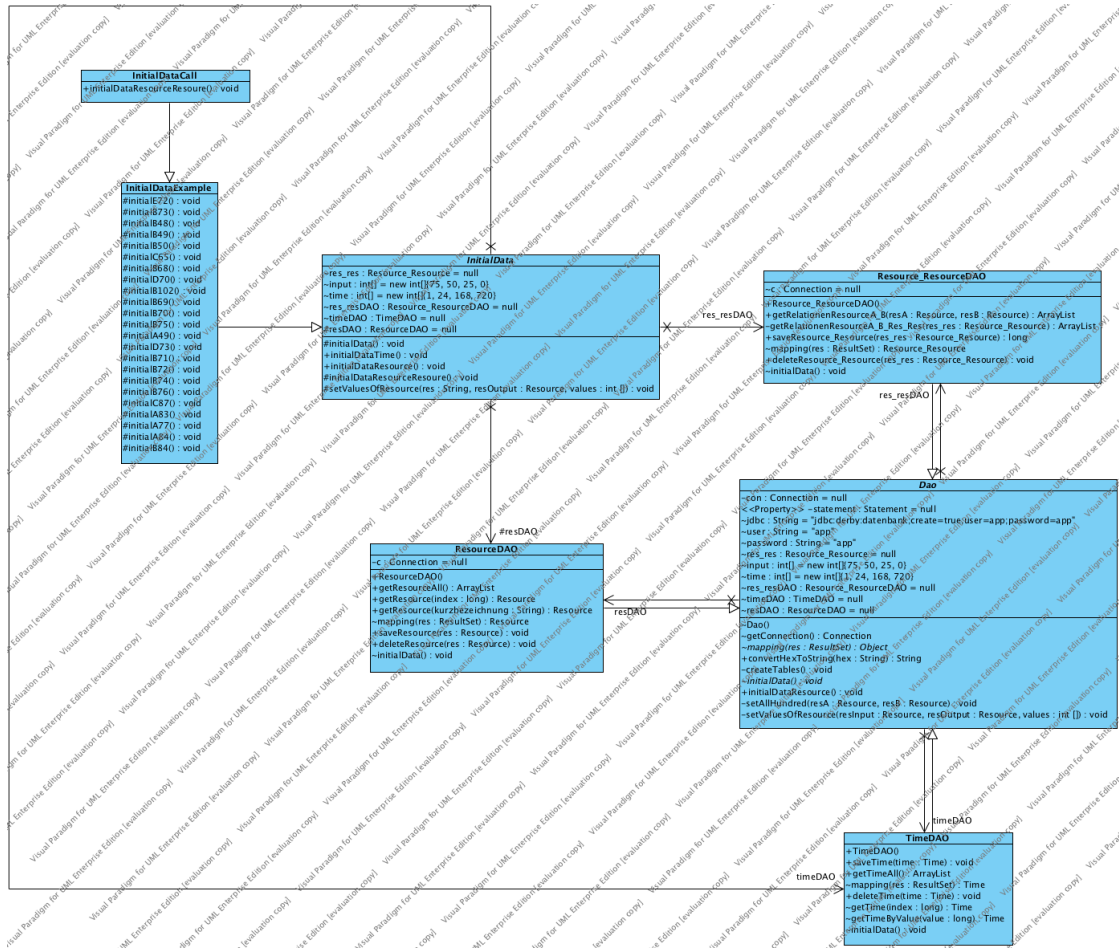 InitialDataCall
+initialDataResourceResoure() : void
InitialDataExample
#initialE72() : void
#initialB73() : void
#initialB48() : void
#initialB49() : void
#initialB50() : void
#initialC65() : void
#initialB68() : void
#initialD70() : void
#initialB102() : void
#initialB69() : void
#initialB70() : void
#initialB75() : void
#initialA49() : void
#initialD73() : void
#initialB71() : void
#initialB72() : void
#initialB74() : void
#initialB76() : void
#initialC87() : void
#initialA83() : void
#initialA77() : void
#initialA84() : void
#initialB84() : void
InitialData
~res_res : Resource_Resource = null
~input : int[] = new int[]{75, 50, 25, 0}
~time : int[] = new int[]{1, 24, 168, 720}
~res_resDAO : Resource_ResourceDAO = null
~timeDAO : TimeDAO = null
#resDAO : ResourceDAO = null
#initialData() : void
+initialDataTime() : void
+initialDataResource() : void
#initialDataResourceResoure() : void
#setValuesOfResource(res : String, resOutput : Resource, values : int []) : void
res_resDAO
Resource_ResourceDAO
~c : Connection = null
+Resource_ResourceDAO()
+getRelationenResourceA_B(resA : Resource, resB : Resource) : ArrayList
~getRelationenResourceA_B_Res_Res(res_res : Resource_Resource) : ArrayList
+saveResource_Resource(res_res : Resource_Resource) : long
~mapping(res : ResultSet) : Resource_Resource
+deleteResource_Resource(res_res : Resource_Resource) : void
~initialData() : void
res_resDAO
Dao
~con : Connection = null
<<Property>> ~statement : Statement = null
~jdbc : String = "jdbc:derby:datenbank;create=true;user=app;password=app"
~user : String = "app"
~password : String = "app"
~res_res : Resource_Resource = null
~input : int[] = new int[]{75, 50, 25, 0}
~time : int[] = new int[]{1, 24, 168, 720}
~res_resDAO : Resource_ResourceDAO = null
~timeDAO : TimeDAO = null
~resDAO : ResourceDAO = null
~Dao()
~getConnection() : Connection
~mapping(res : ResultSet) : Object
+convertHexToString(hex : String) : String
~createTables() : void
~initialData() : void
+initialDataResource() : void
~setAllHundred(resA : Resource, resB : Resource) : void
~setValuesOfResource(resInput : Resource, resOutput : Resource, values : int []) : void
#resDAO
ResourceDAO
~c : Connection = null
+ResourceDAO()
+getResourceAll() : ArrayList
+getResource(index : long) : Resource
+getResource(kurzbezeichnung : String) : Resource
~mapping(res : ResultSet) : Resource
+saveResource(res : Resource) : void
+deleteResource(res : Resource) : void
~initialData() : void
resDAO
timeDAO
timeDAO
TimeDAO
+TimeDAO()
+saveTime(time : Time) : void
+getTimeAll() : ArrayList
~mapping(res : ResultSet) : Time
+deleteTime(time : Time) : void
~getTime(index : long) : Time
~getTimeByValue(value : long) : Time
~initialData() : void
Visual Paradigm for UML Enterprise Edition [evaluation copy]